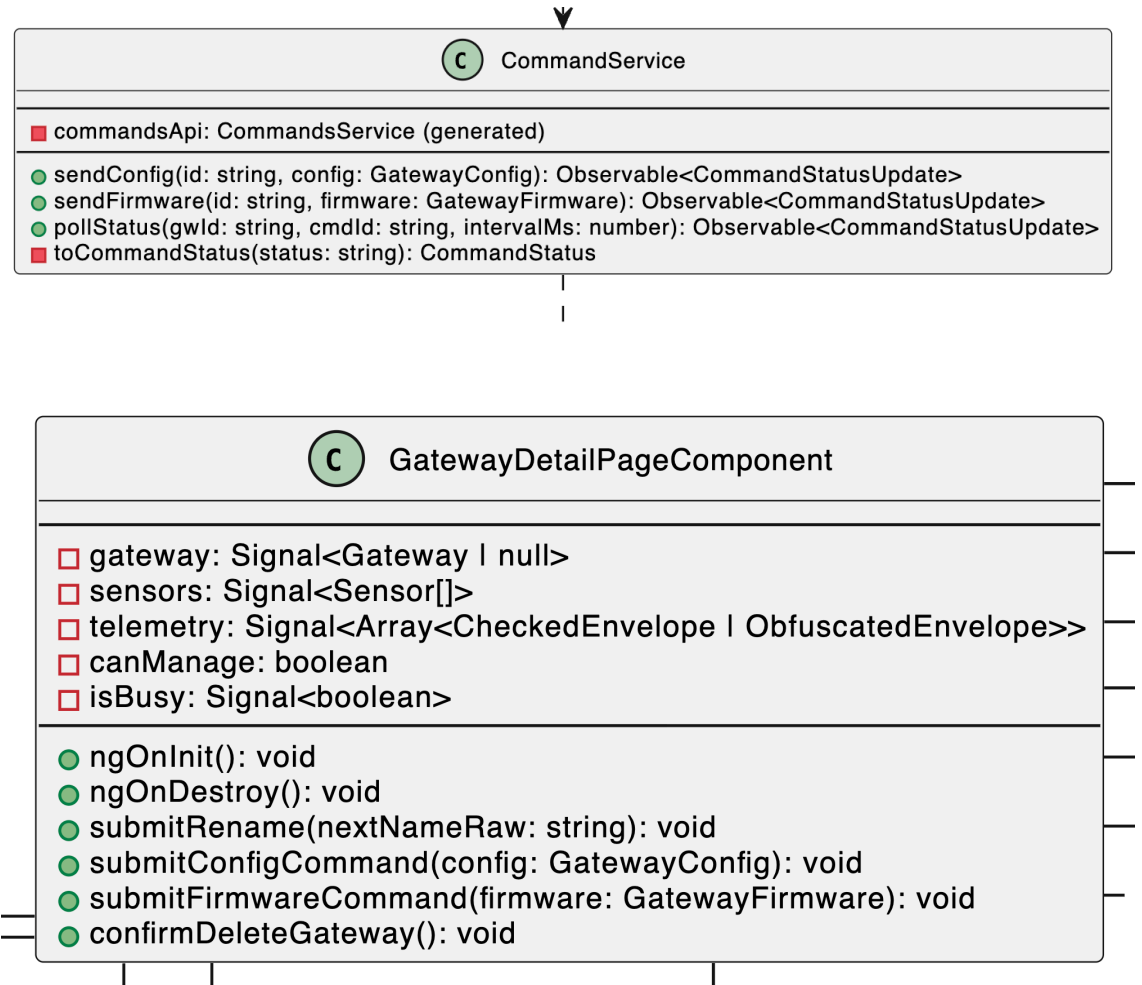 C CommandService
commandsApi: CommandsService (generated)
sendConfig(id: string, config: GatewayConfig): Observable<CommandStatusUpdate>
sendFirmware(id: string, firmware: GatewayFirmware): Observable<CommandStatusUpdate>
pollStatus(gwId: string, cmdId: string, intervalMs: number): Observable<CommandStatusUpdate>
toCommandStatus(status: string): CommandStatus
C GatewayDetailPageComponent
gateway: Signal<Gateway | null>
sensors: Signal<Sensor[]>
telemetry: Signal<Array<CheckedEnvelope | ObfuscatedEnvelope>>
canManage: boolean
isBusy: Signal<boolean>
ngOnInit(): void
ngOnDestroy(): void
submitRename(nextNameRaw: string): void
submitConfigCommand(config: GatewayConfig): void
submitFirmwareCommand(firmware: GatewayFirmware): void
confirmDeleteGateway(): void